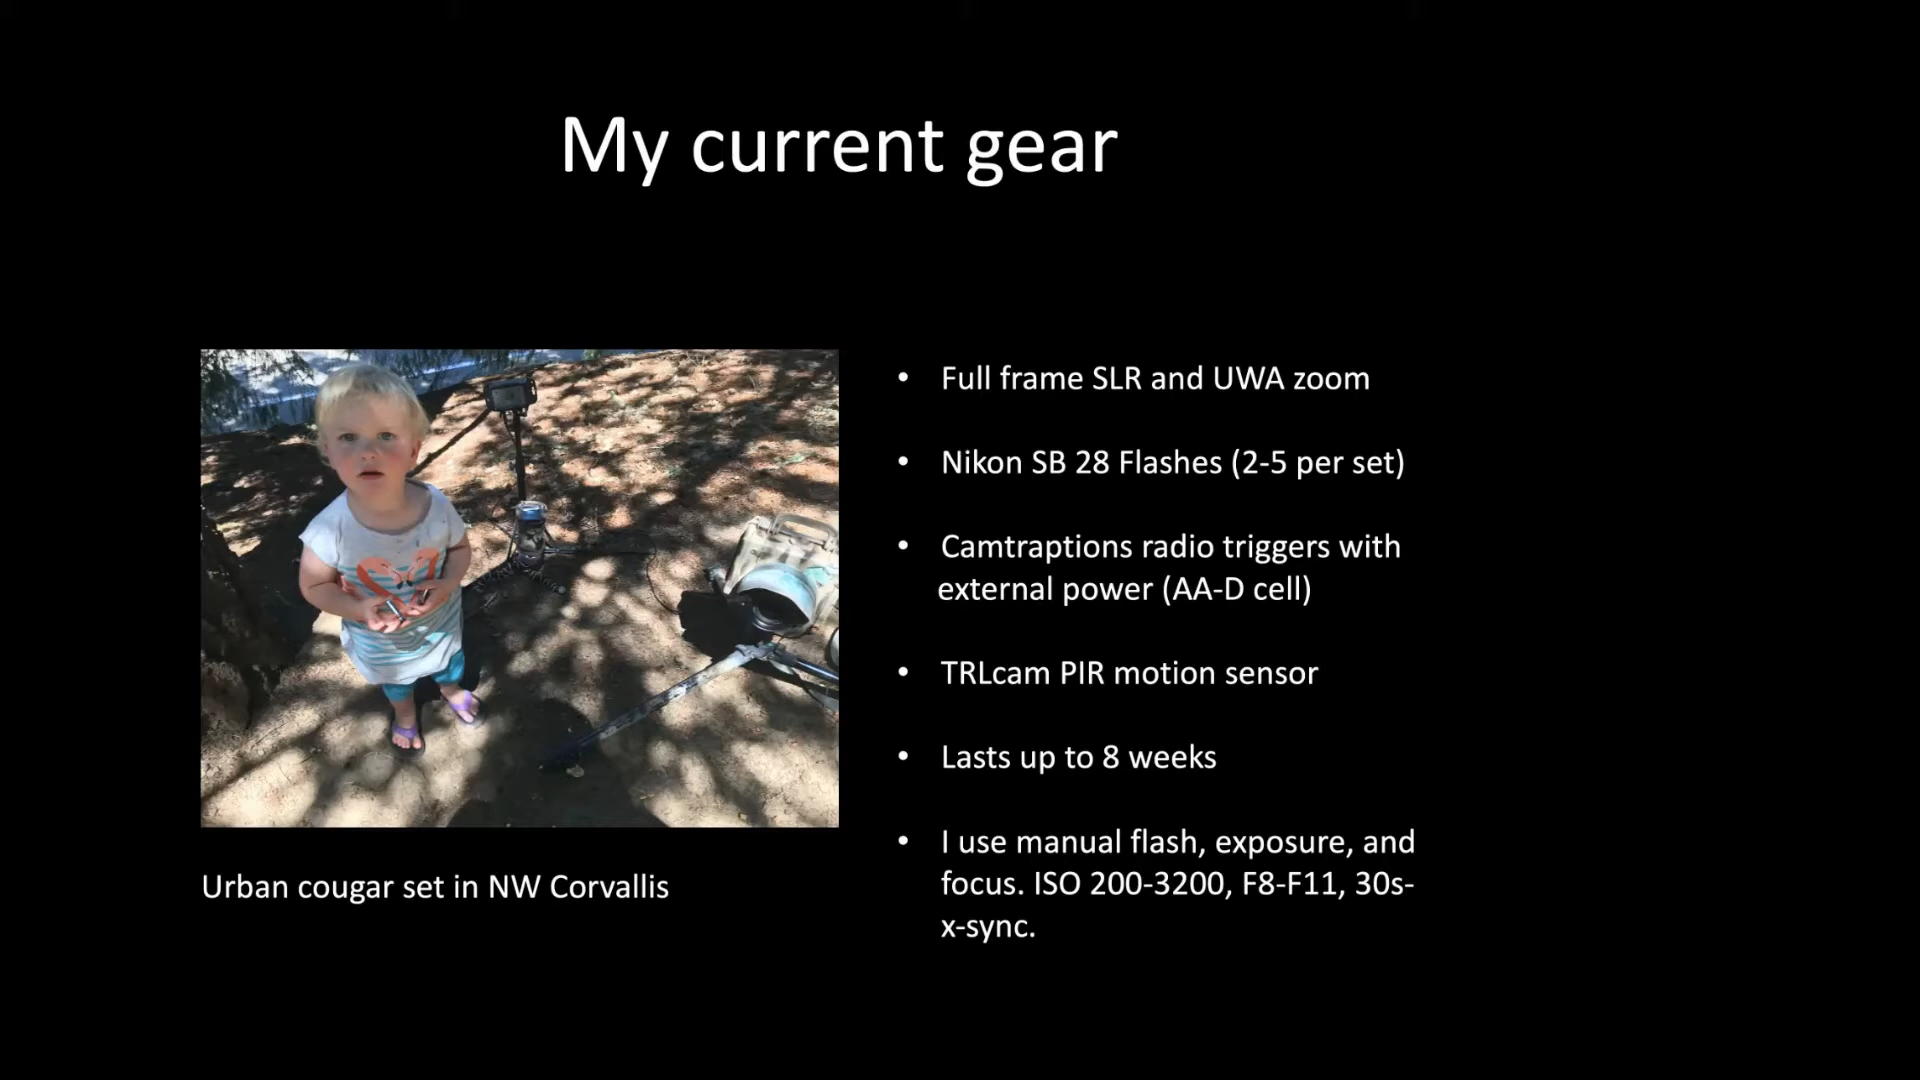 My current gear
• Full frame SLR and UWA zoom
• Nikon SB 28 Flashes (2-5 per set)
• Camtraptions radio triggers with
external power (AA-D cell)
• TRLcam PIR motion sensor
• Lasts up to 8 weeks
• I use manual flash, exposure, and
focus. ISO 200-3200, F8-F11, 30s-
x-sync.
Urban cougar set in NW Corvallis